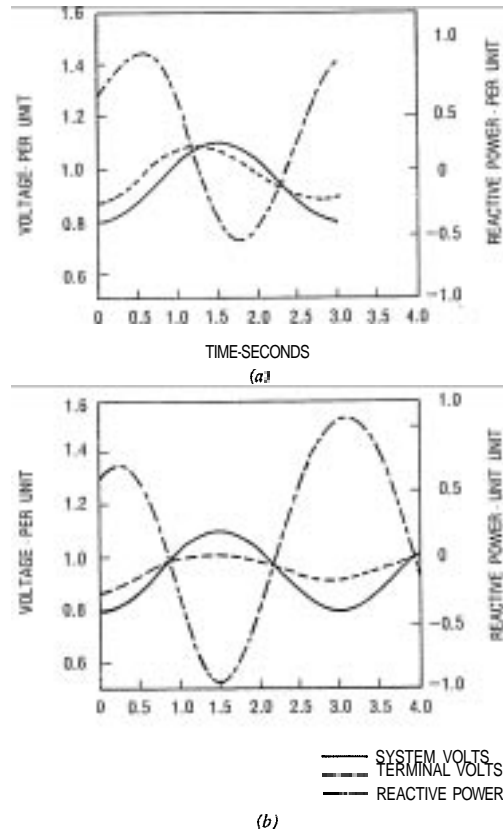 1.6
1.4
1.2
1.0
0.8
0.6
VOLTAGE-PER UNIT
1.0
0.5
0
-0.5
-1.0
REACTIVE POWER - PER UNIT
0 0.5 1.0 1.5 2.0 2.5 3.0 3.5 4.0
TIME-SECONDS
(a)
1.6
1.4
1.2
1.0
0.8
0.6
VOLTAGE-PER UNIT
1.0
0.5
0
-0.5
-1.0
REACTIVE POWER - UNIT UNIT
0 0.5 1.0 1.5 2.0 2.5 3.0 3.5 4.0
SYSTEM VOLTS
TERMINAL VOLTS
REACTIVE POWER
(b)